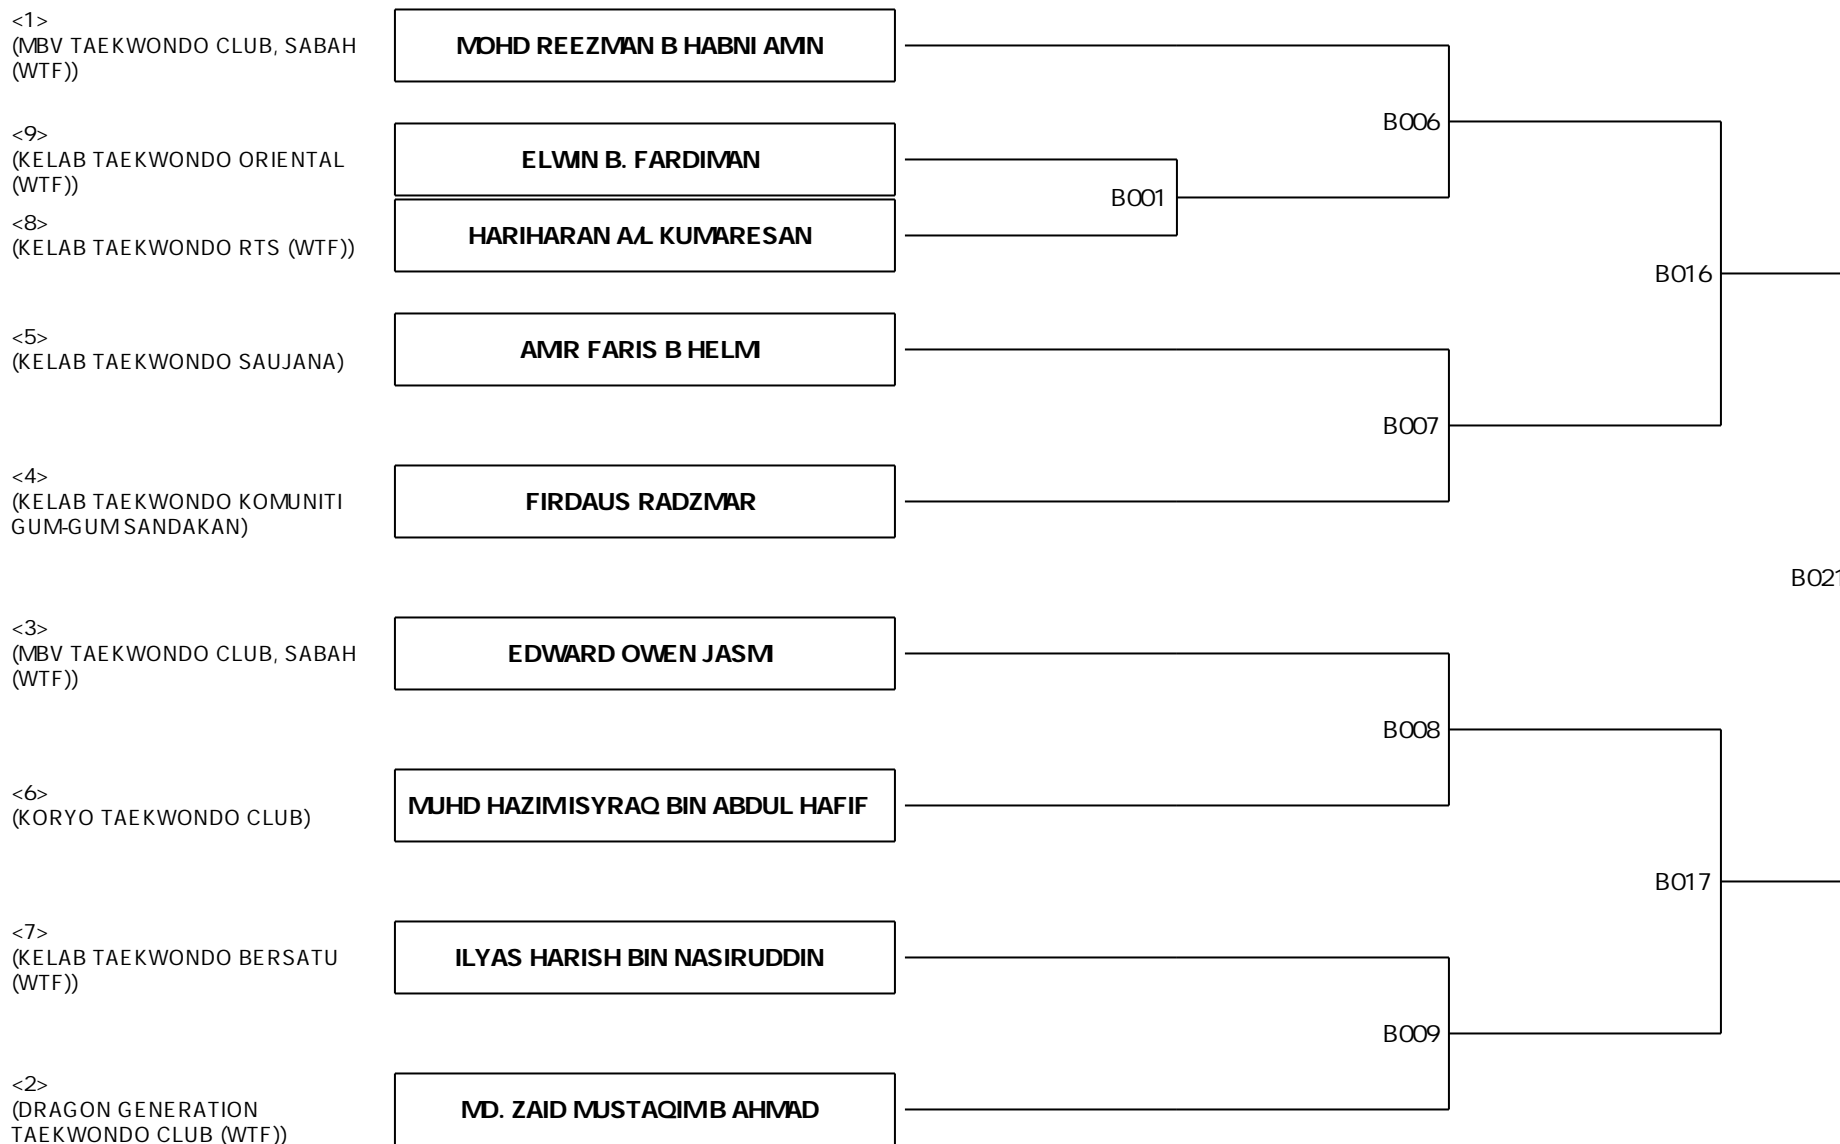 <1>
(MBV TAEKWONDO CLUB, SABAH
(WTF))
MOHD REEZMAN B HABNI AMIN
B006
<9>
(KELAB TAEKWONDO ORIENTAL
(WTF))
ELWIN B. FARDIMAN
B001
<8>
(KELAB TAEKWONDO RTS (WTF))
HARIHARAN A/L KUMARESAN
B016
<5>
(KELAB TAEKWONDO SAUJANA)
AMIR FARIS B HELMI
B007
<4>
(KELAB TAEKWONDO KOMUNITI
GUM-GUM SANDAKAN)
FIRDAUS RADZMAR
B021
<3>
(MBV TAEKWONDO CLUB, SABAH
(WTF))
EDWARD OWEN JASMI
B008
<6>
(KORYO TAEKWONDO CLUB)
MUHD HAZIM ISYRAQ BIN ABDUL HAFIF
B017
<7>
(KELAB TAEKWONDO BERSATU
(WTF))
ILYAS HARISH BIN NASIRUDDIN
B009
<2>
(DRAGON GENERATION
TAEKWONDO CLUB (WTF))
MD. ZAID MUSTAQIM B AHMAD